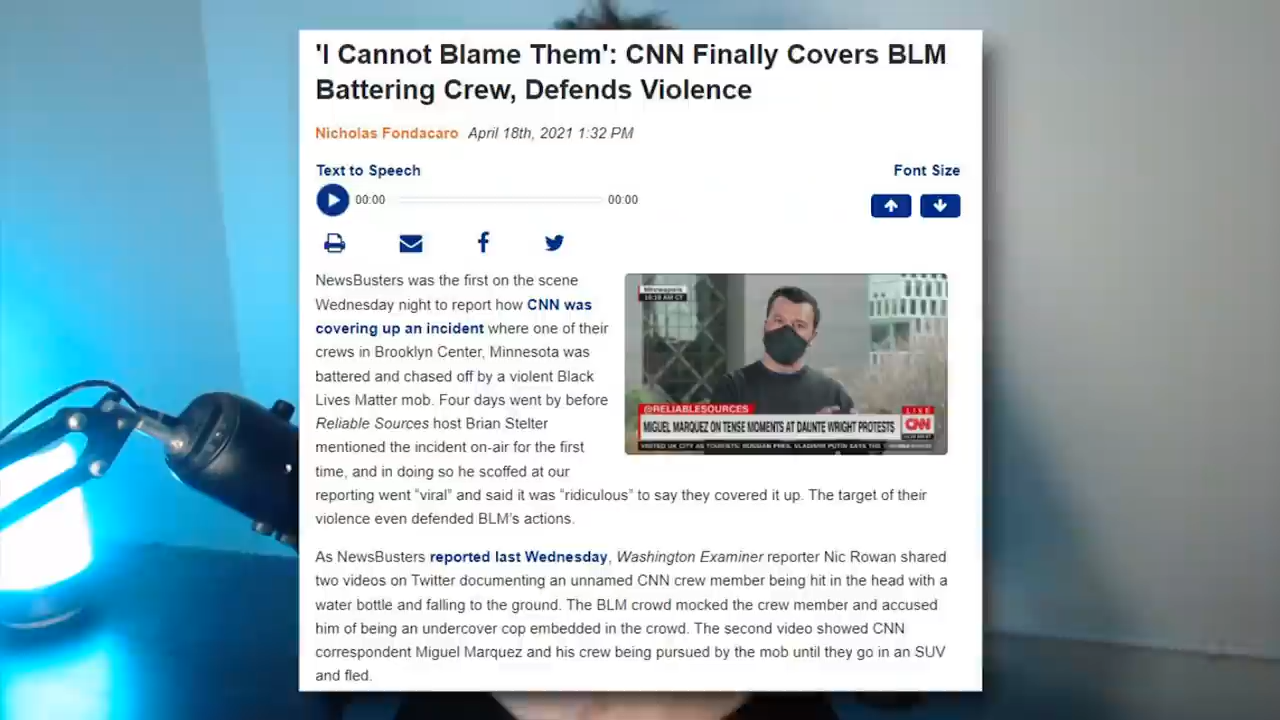 'I Cannot Blame Them': CNN Finally Covers BLM
Battering Crew, Defends Violence
Nicholas Fondacaro April 18th, 2021 1:32 PM
Text to Speech
Font Size
00:00
00:00
NewsBusters was the first on the scene
Wednesday night to report how CNN was
covering up an incident where one of their
crews in Brooklyn Center, Minnesota was
battered and chased off by a violent Black
Lives Matter mob. Four days went by before
Reliable Sources host Brian Stelter
mentioned the incident on-air for the first
time, and in doing so he scoffed at our
reporting went "viral" and said it was "ridiculous" to say they covered it up. The target of their
violence even defended BLM's actions.
Minneapolis
@RELIABLESOURCES
LIVE
MIGUEL MARQUEZ ON TENSE MOMENTS AT DAUNTE WRIGHT PROTESTS
CNN
As NewsBusters reported last Wednesday, Washington Examiner reporter Nic Rowan shared
two videos on Twitter documenting an unnamed CNN crew member being hit in the head with a
water bottle and falling to the ground. The BLM crowd mocked the crew member and accused
him of being an undercover cop embedded in the crowd. The second video showed CNN
correspondent Miguel Marquez and his crew being pursued by the mob until they go in an SUV
and fled.